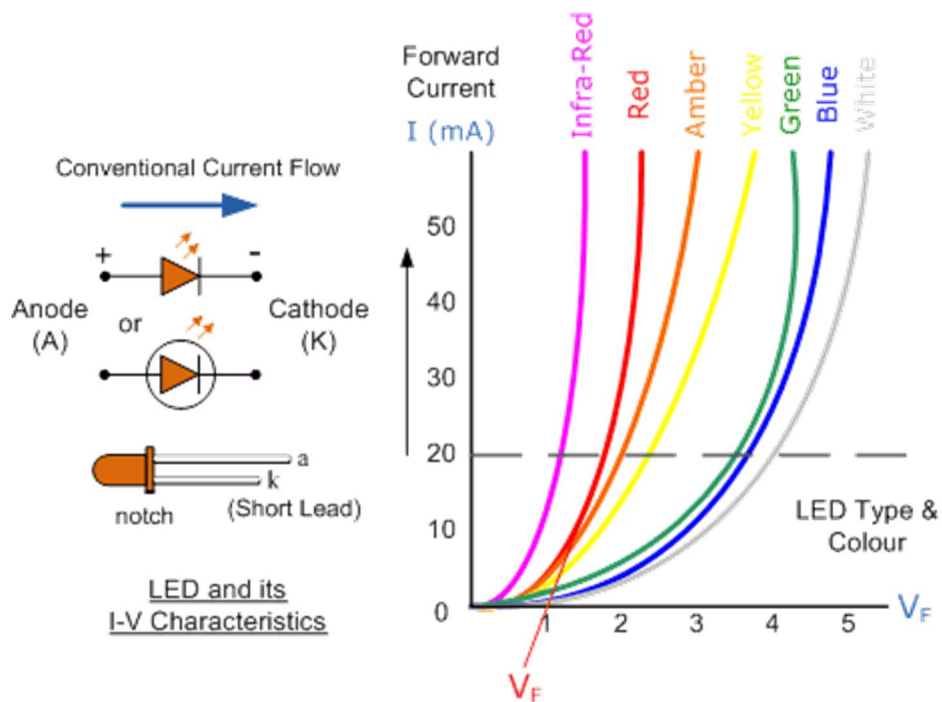 Conventional Current Flow
+
-
Anode
(A)
or
Cathode
(K)
a
k
notch
(Short Lead)
LED and its
I-V Characteristics
Forward
Current
I (mA)
Infra-Red
Red
Amber
Yellow
Green
Blue
White
50
40
30
20
10
0
1
2
3
4
5
V_F
V_F
LED Type &
Colour